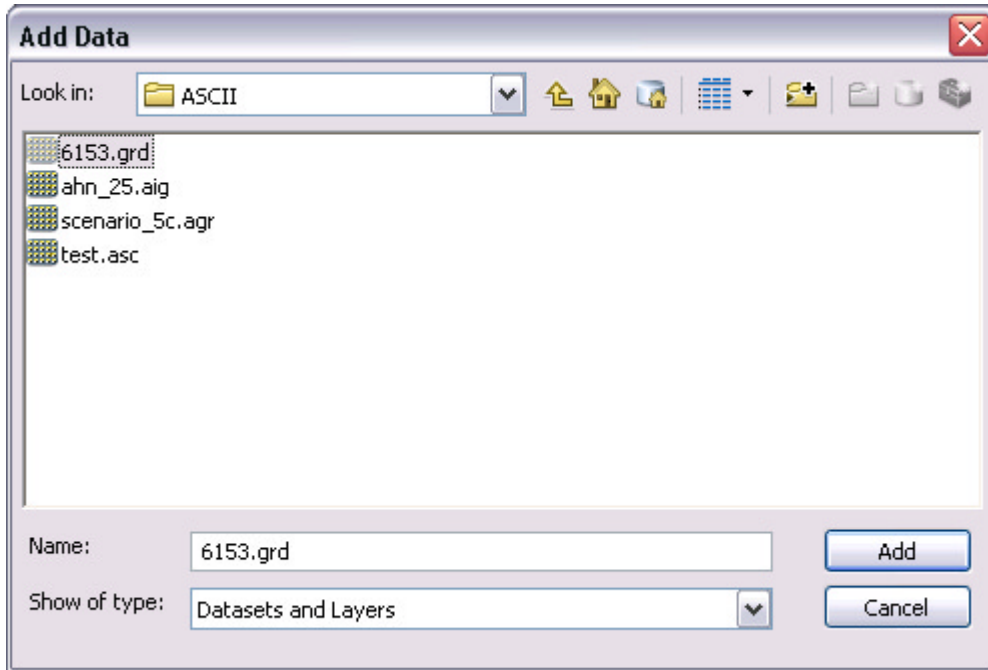 Add Data
Look in:
ASCII
6153.grd
ahn_25.aig
scenario_5c.agr
test.asc
Name:
6153.grd
Add
Show of type:
Datasets and Layers
Cancel